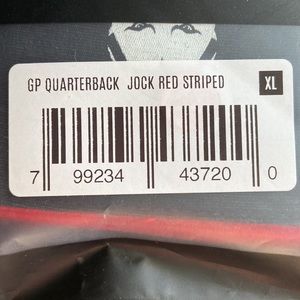 GP QUARTERBACK JOCK RED STRIPED XL
7 99234 43720 0